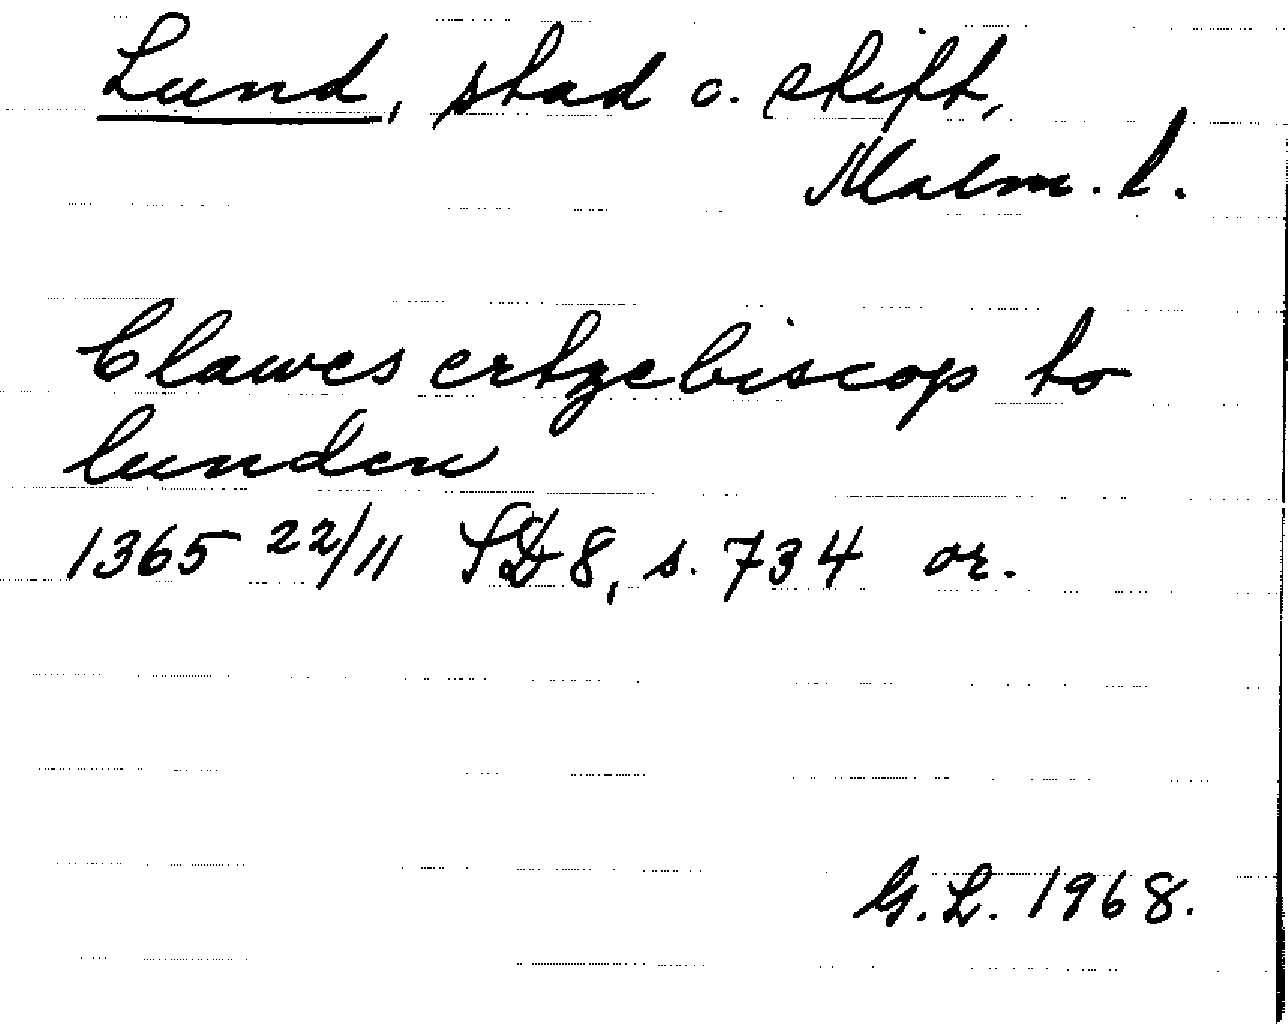 Lund, stad o. stift,
Malm. l.
Clawes ertzebiscop to
lunden
1365 22/11 SD 8, s. 734 or.
G. L. 1968.